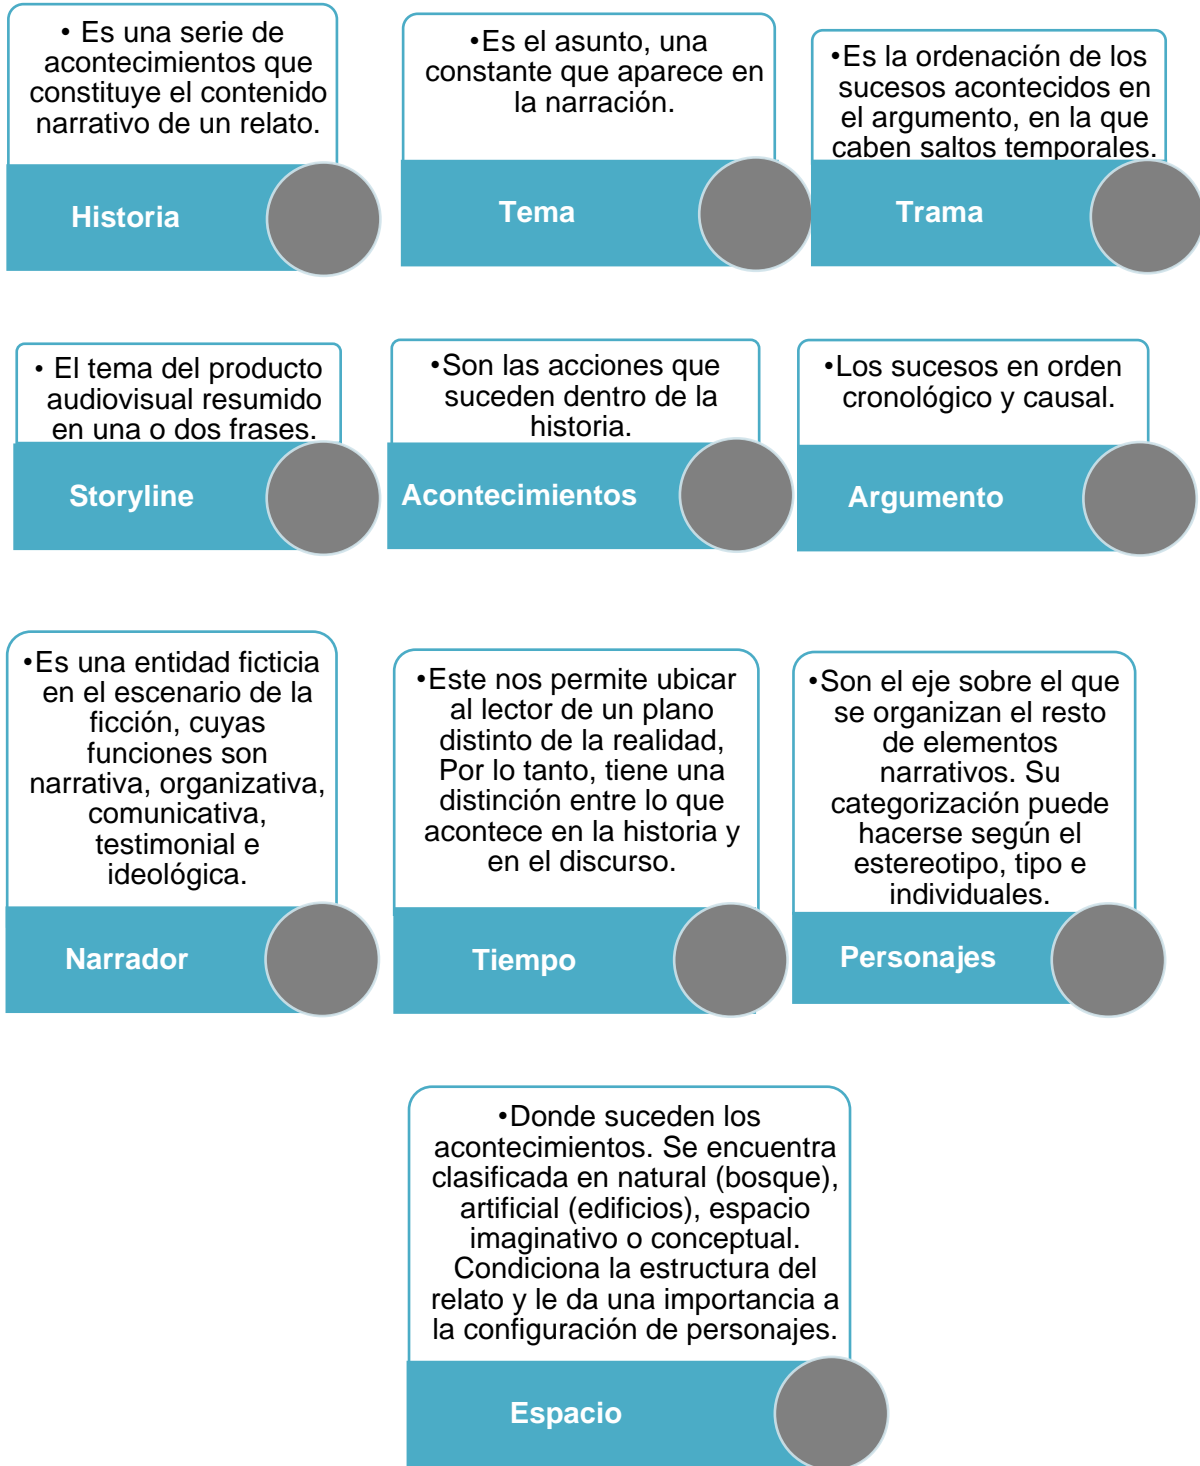 • Es una serie de
acontecimientos que
constituye el contenido
narrativo de un relato.
Historia
•Es el asunto, una
constante que aparece en
la narración.
Tema
•Es la ordenación de los
sucesos acontecidos en
el argumento, en la que
caben saltos temporales.
Trama
• El tema del producto
audiovisual resumido
en una o dos frases.
Storyline
•Son las acciones que
suceden dentro de la
historia.
Acontecimientos
•Los sucesos en orden
cronológico y causal.
Argumento
•Es una entidad ficticia
en el escenario de la
ficción, cuyas
funciones son
narrativa, organizativa,
comunicativa,
testimonial e
ideológica.
Narrador
•Este nos permite ubicar
al lector de un plano
distinto de la realidad,
Por lo tanto, tiene una
distinción entre lo que
acontece en la historia y
en el discurso.
Tiempo
•Son el eje sobre el que
se organizan el resto
de elementos
narrativos. Su
categorización puede
hacerse según el
estereotipo, tipo e
individuales.
Personajes
•Donde suceden los
acontecimientos. Se encuentra
clasificada en natural (bosque),
artificial (edificios), espacio
imaginativo o conceptual.
Condiciona la estructura del
relato y le da una importancia a
la configuración de personajes.
Espacio